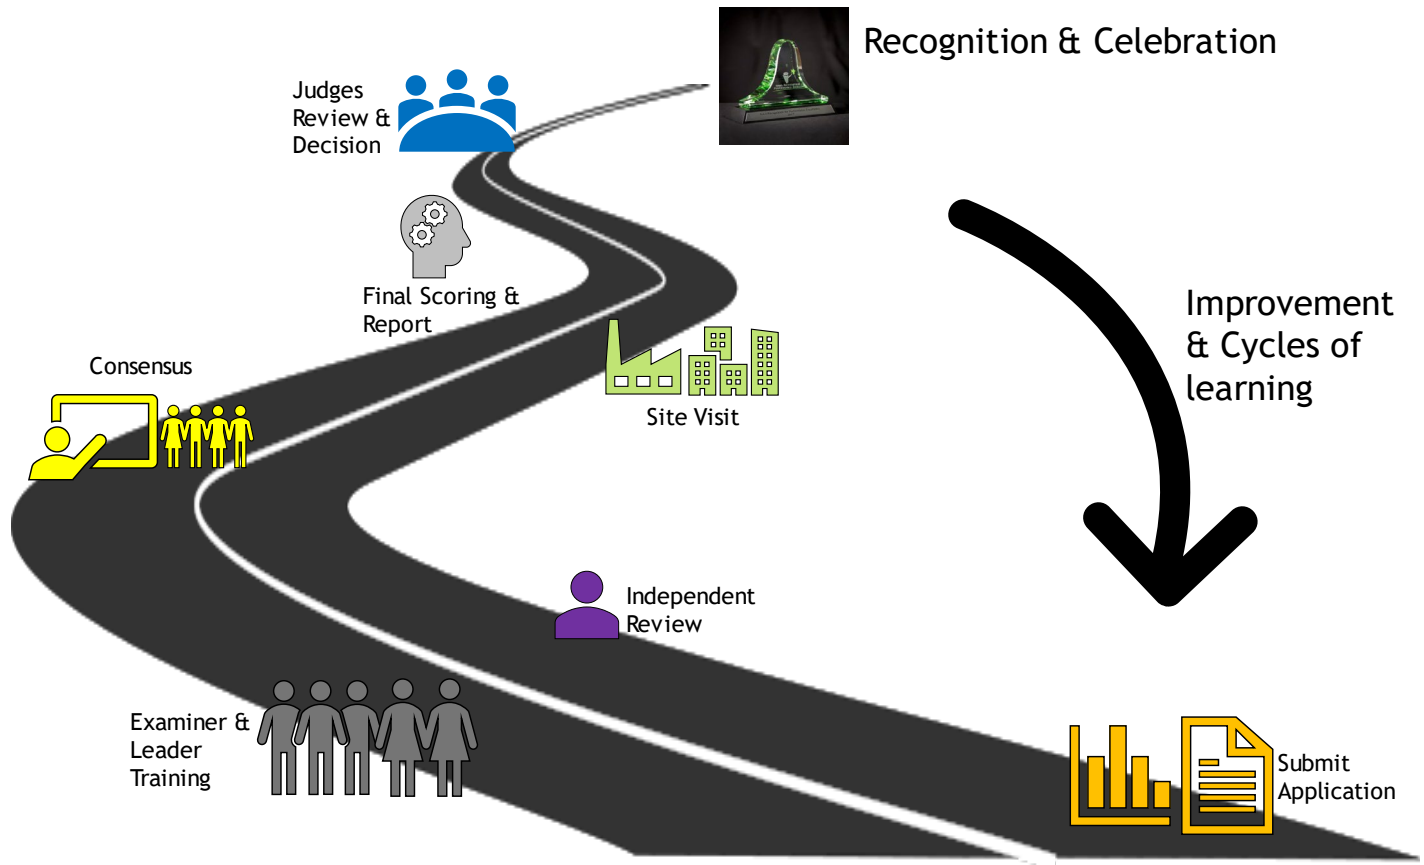 Recognition & Celebration
Judges
Review &
Decision
Final Scoring &
Report
Improvement
& Cycles of
learning
Consensus
Site Visit
Independent
Review
Examiner &
Leader
Training
Submit
Application